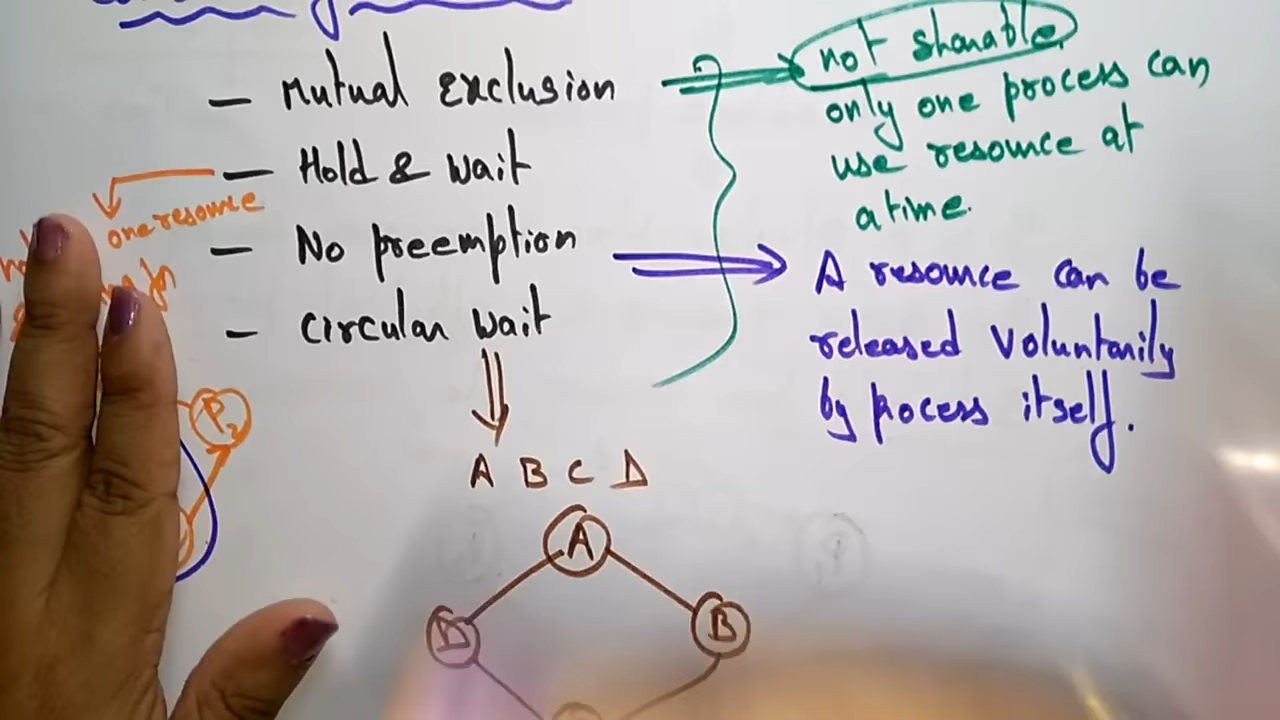 - Mutual Exclusion
- Hold & wait
one resource
- No preemption
- circular wait
not sharable
only one process can
use resource at
a time.
A resource can be
released voluntarily
by process itself.
P2
A B C D
A
D
B